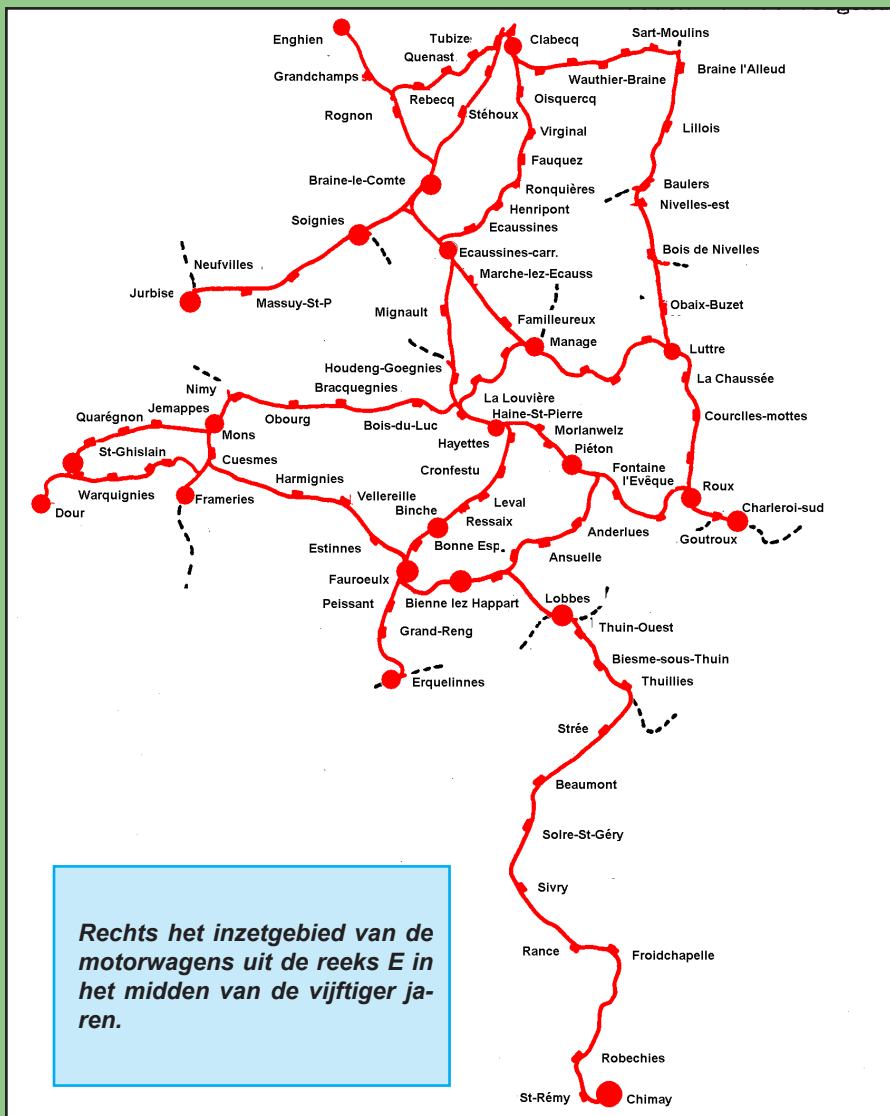 Enghien
Tubize
Clabecq
Sart-Moulins
Quenast
Grandchamps
Wauthier-Braine
Braine l'Alleud
Rebecq
Oisquercq
Rognon
Stéhoux
Virginal
Lillois
Fauquez
Braine-le-Comte
Ronquières
Baulers
Henripont
Nivelles-est
Soignies
Ecaussines
Ecaussines-carr.
Bois de Nivelles
Neufvilles
Marche-lez-Ecauss
Jurbise
Massuy-St-P
Mignault
Familleureux
Obaix-Buzet
Manage
Luttre
Houdeng-Goegnies
La Chaussée
Nimy
Bracquegnies
La Louvière
Jemappes
Haine-St-Pierre
Quarégnon
Obourg
Bois-du-Luc
Morlanwelz
Courclles-mottes
Mons
Hayettes
Piéton
St-Ghislain
Cuesmes
Cronfestu
Fontaine
l'Evëque
Harmignies
Roux
Warquignies
Frameries
Vellereille
Leval
Charleroi-sud
Dour
Binche
Ressaix
Anderlues
Goutroux
Estinnes
Bonne Esp.
Ansuelle
Fauroeulx
Peissant
Bienne lez Happart
Lobbes
Grand-Reng
Thuin-Ouest
Biesme-sous-Thuin
Erquelinnes
Thuillies
Strée
Beaumont
Solre-St-Géry
Sivry
Rance
Froidchapelle
Rechts het inzetgebied van de
motorwagens uit de reeks E in
het midden van de vijftiger ja-
ren.
Robechies
St-Rémy
Chimay